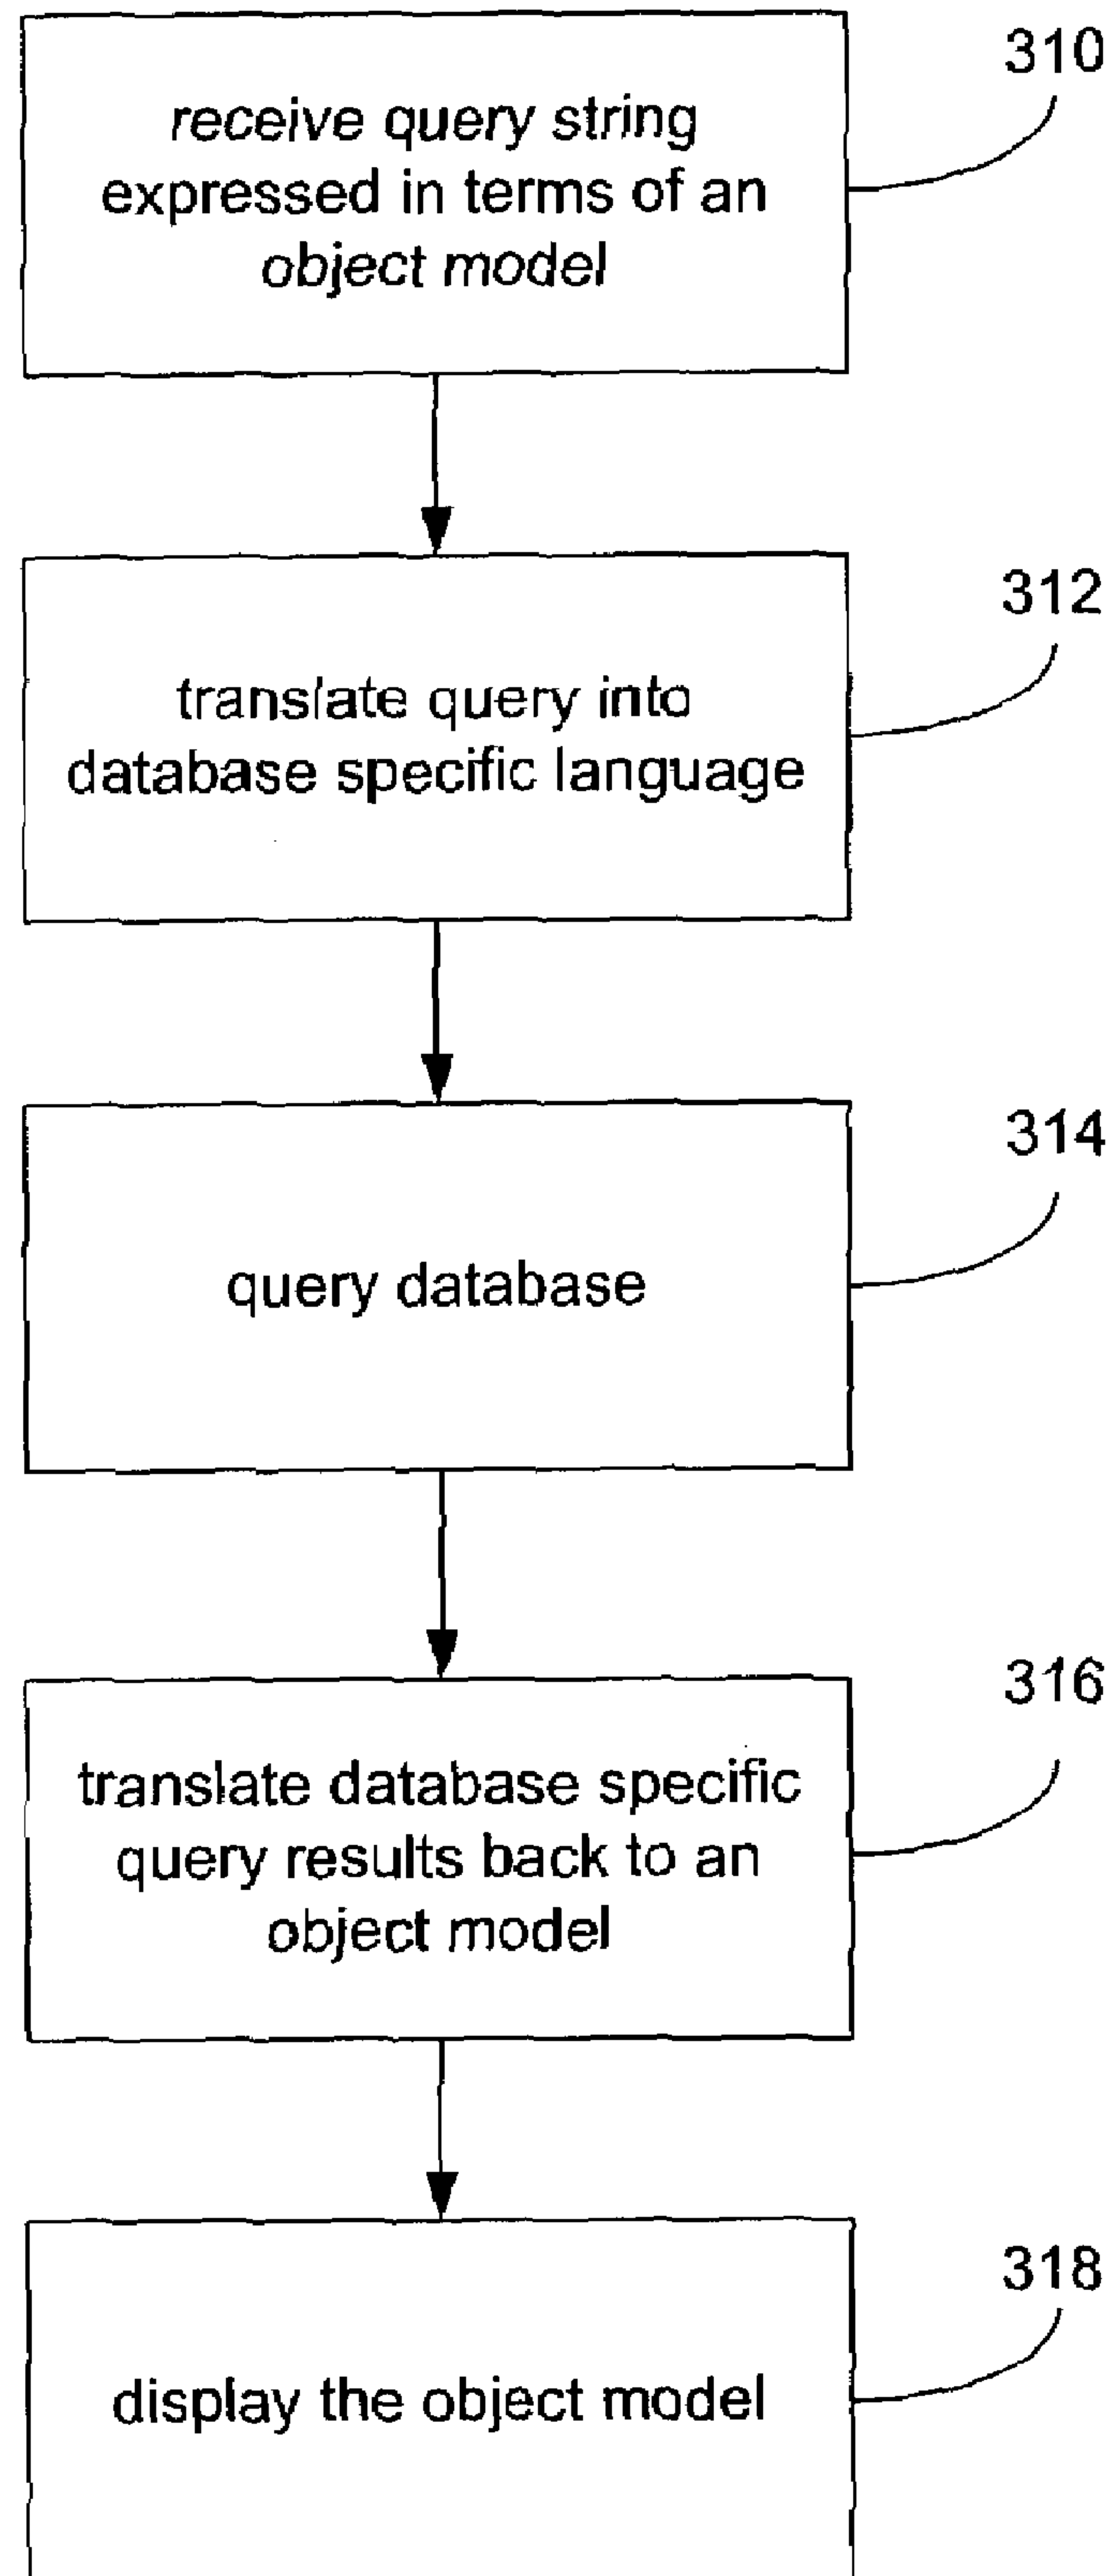 310
receive query string
expressed in terms of an
object model
312
translate query into
database specific language
314
query database
316
translate database specific
query results back to an
object model
318
display the object model